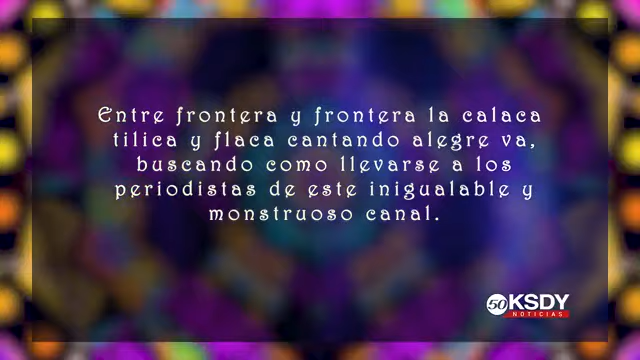 Entre frontera y frontera la calaca
tilica y flaca cantando alegre va,
buscando como llevarse a los
periodistas de este inigualable y
monstruoso canal.
50 KSDY
NOTICIAS